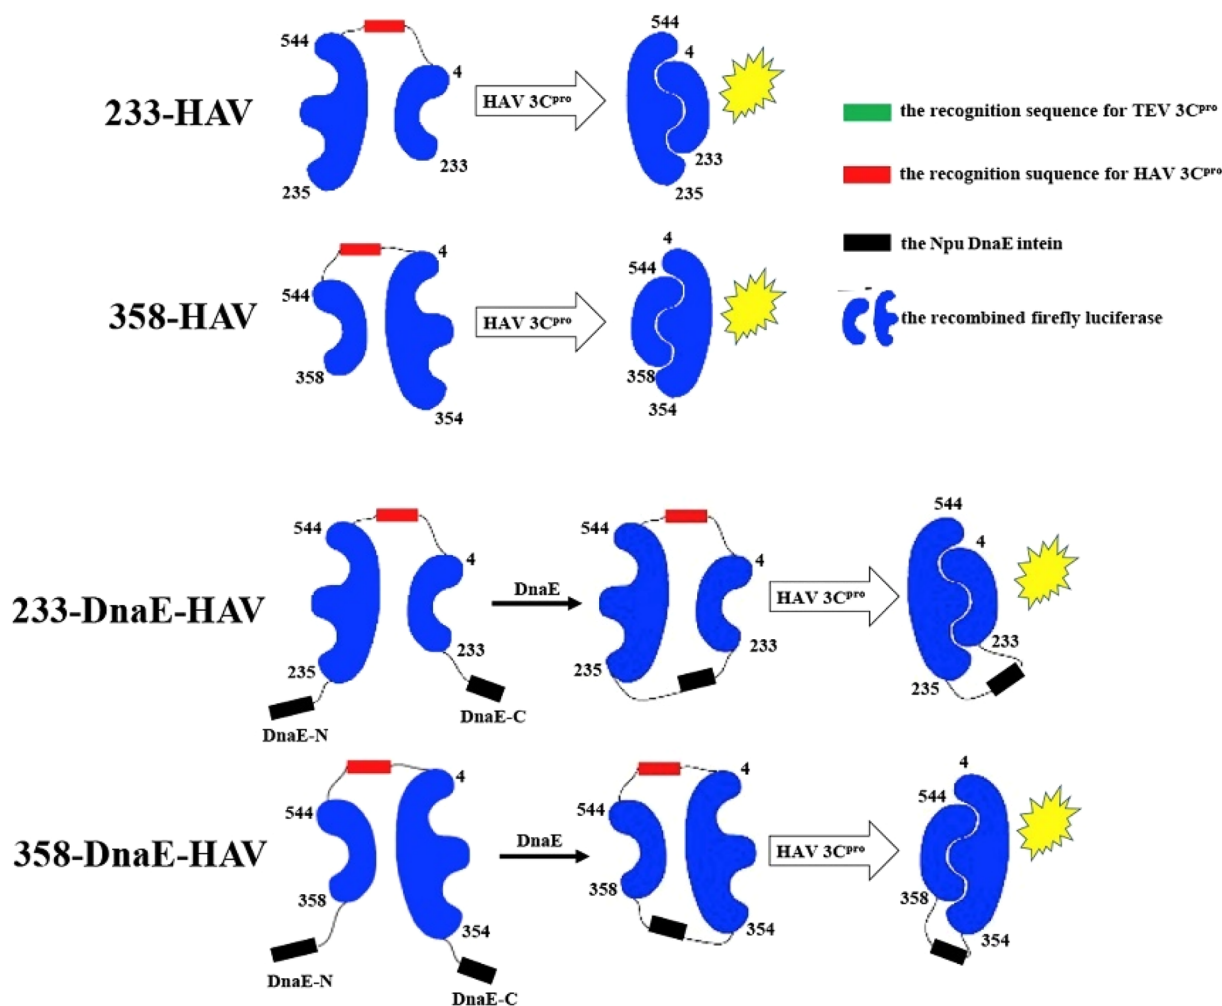 544
4
233-HAV
HAV 3Cpro
233
235
544
4
233
235
the recognition sequence for TEV 3Cpro
the recognition suquence for HAV 3Cpro
the Npu DnaE intein
the recombined firefly luciferase
358-HAV
4
544
HAV 3Cpro
358
354
4
544
358
354
233-DnaE-HAV
544
4
233
235
DnaE-N
DnaE-C
DnaE
544
4
233
235
HAV 3Cpro
544
4
233
235
358-DnaE-HAV
4
544
358
354
DnaE-N
DnaE-C
DnaE
4
544
358
354
HAV 3Cpro
4
544
358
354